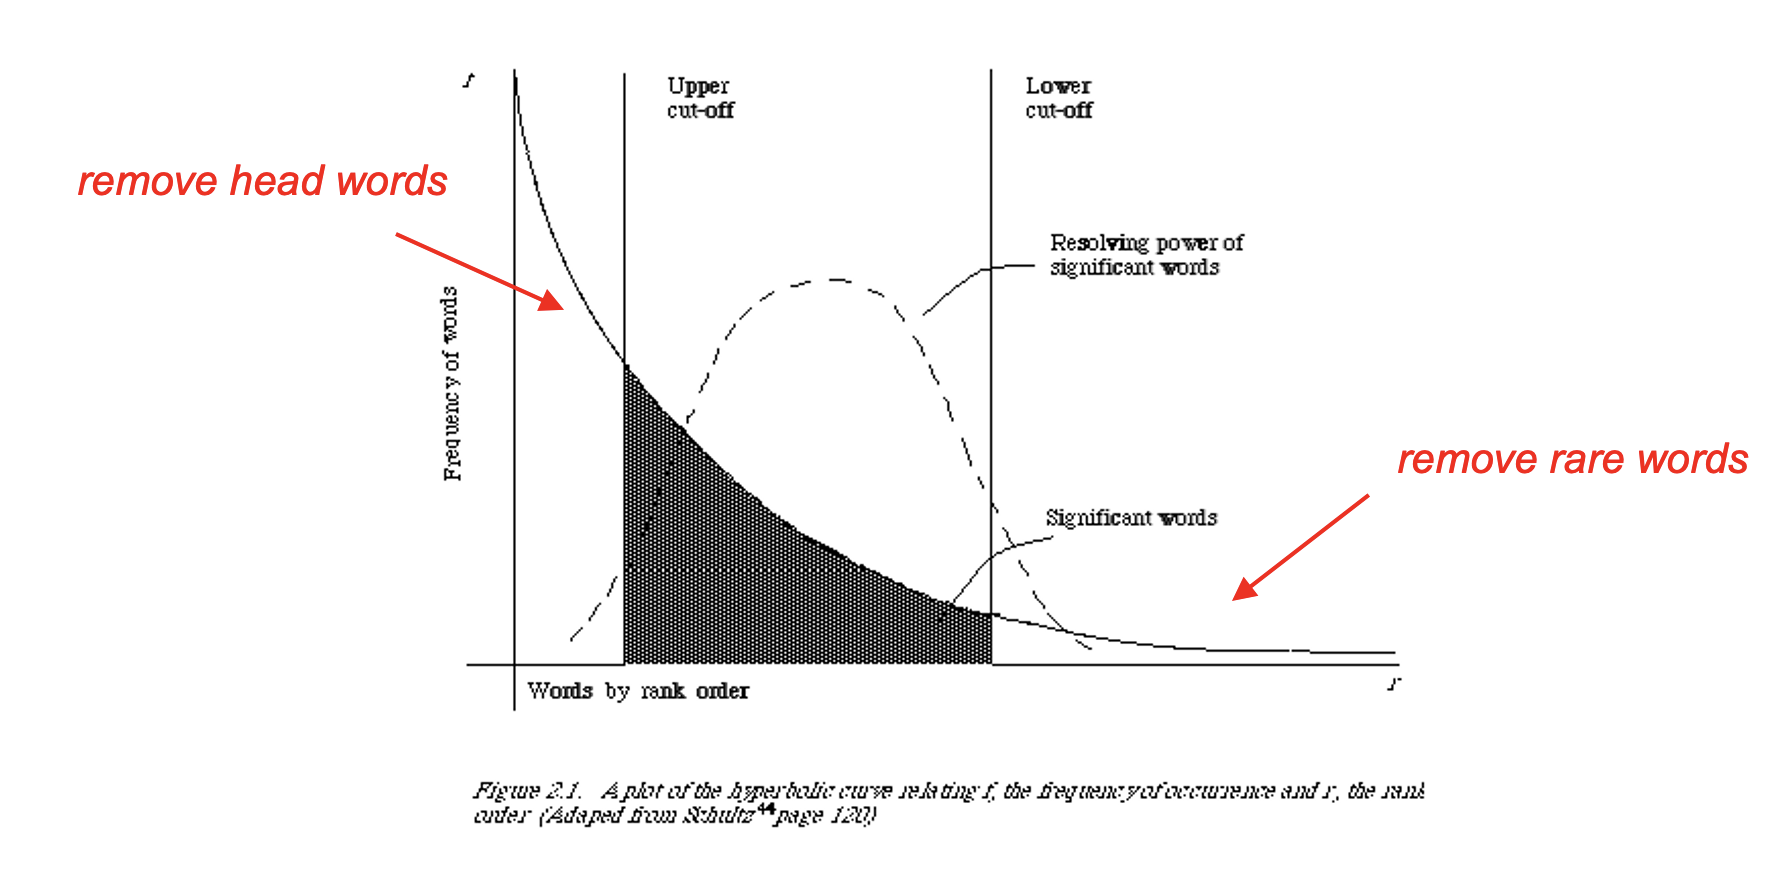 f
Upper
cut-off
Lower
cut-off
remove head words
Resolving power of
significant words
Frequency of words
remove rare words
Significant words
Words by rank order
r
Figure 2.1. A plot of the hyperbolic curve relating f, the frequency of occurrence and r, the rank
order (Adaped from Schultz 44 page 120)